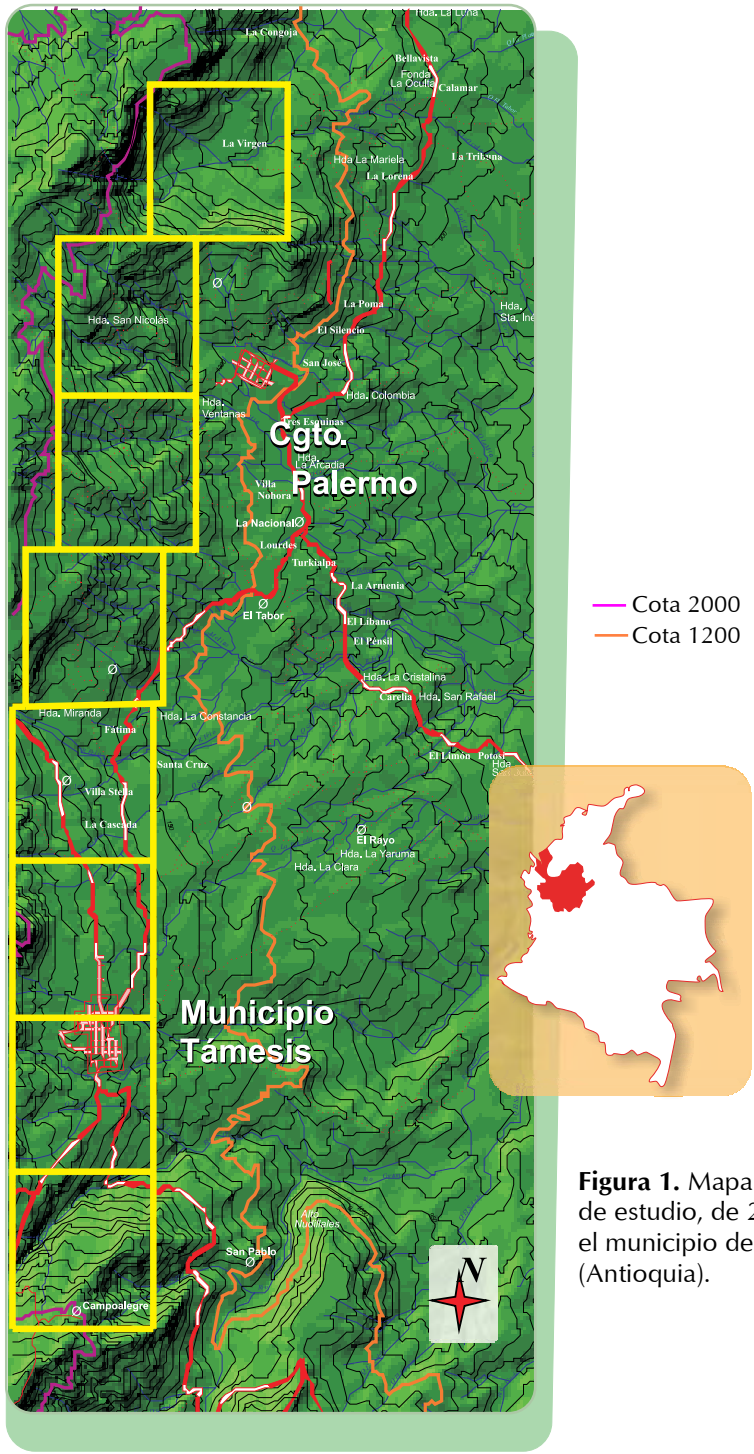 Hda. La Luna
La Congoja
Bellavista
Fonda
La Oculta
Calamar
La Virgen
Hda La Mariela
La Tribuna
La Lorena
La Poma
Hda.
Sta. Iné
Hda. San Nicolás
El Silencio
San José
Hda. Colombia
Hda.
Ventanas
Tres Esquinas
Cgto.
Palermo
Hda.
La Arcadia
Villa
Nohora
La Nacional
Lourdes
Turkialpa
La Armenia
El Tabor
El Líbano
El Pénsil
Hda. La Cristalina
Carelia
Hda. San Rafael
Hda. Miranda
Hda. La Constancia
Fátima
El Limón
Potosí
Hda.
Santa Cruz
Villa Stella
La Cascada
El Rayo
Hda. La Yaruma
Hda. La Clara
Municipio
Támesis
Alto
Nudillales
San Pablo
Campoalegre
N
Cota 2000
Cota 1200
Figura 1. Mapa
de estudio, de 2
el municipio de
(Antioquia).